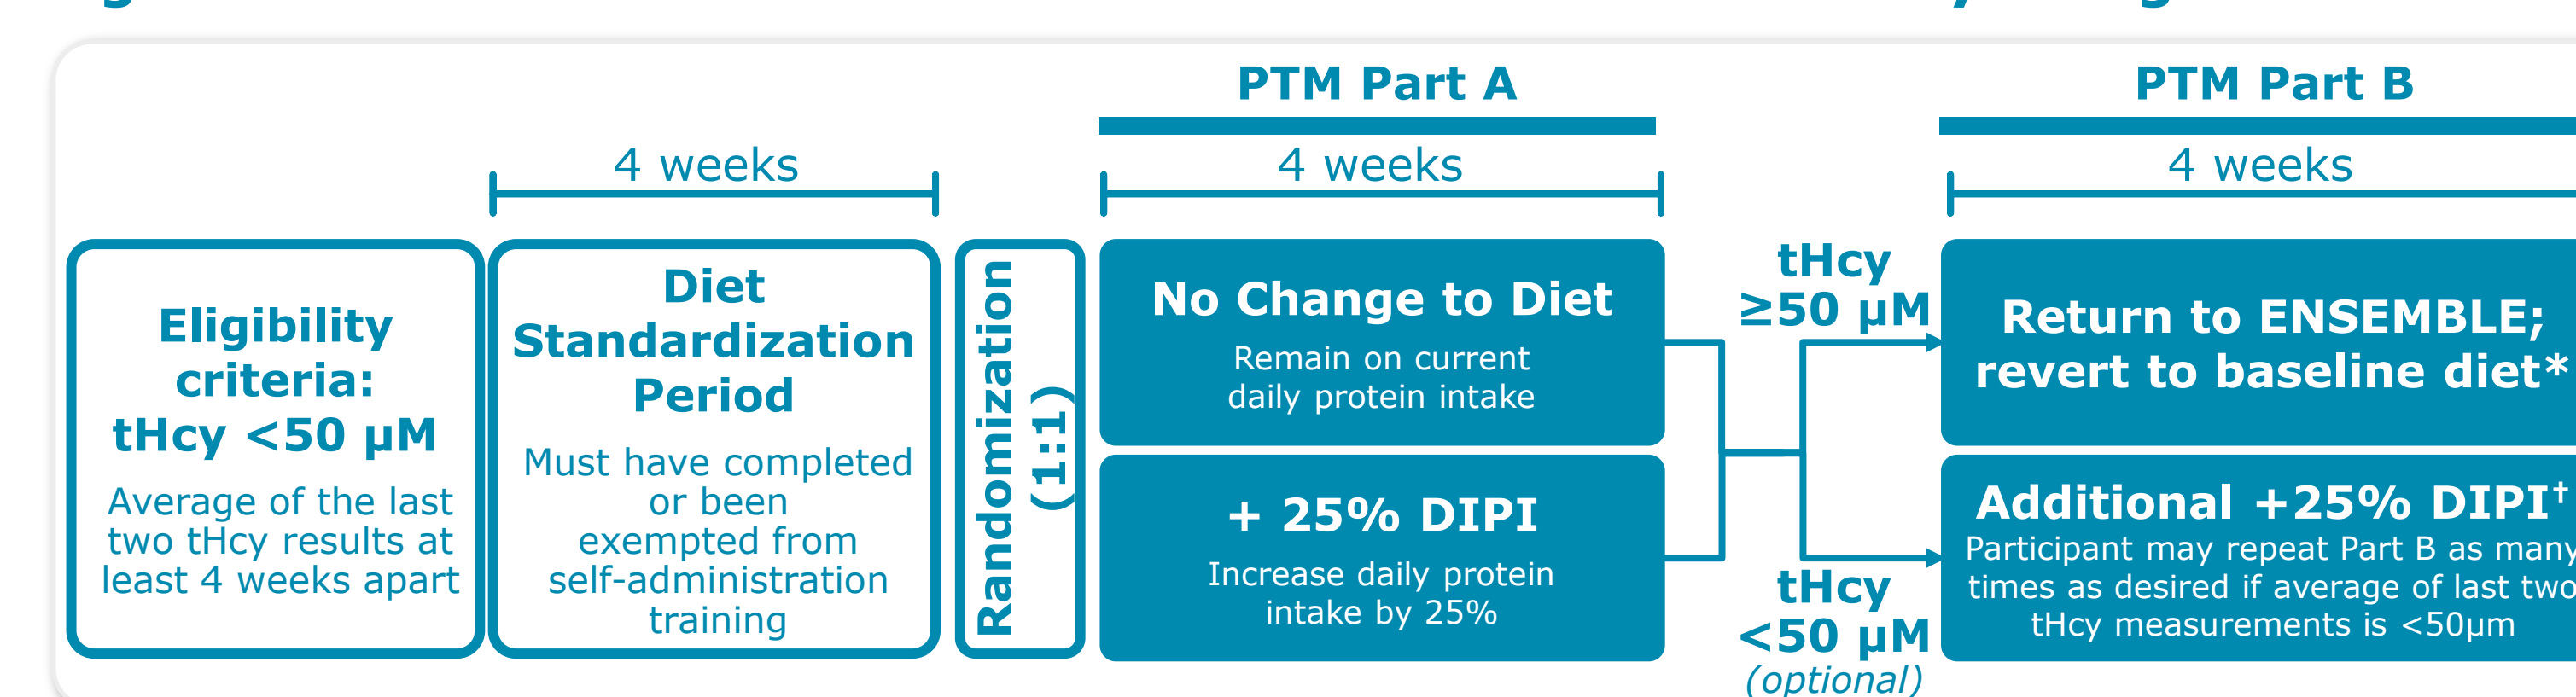 PTM Part A
PTM Part B
4 weeks
4 weeks
4 weeks
Eligibility
criteria:
tHcy <50 µM
Average of the last
two tHcy results at
least 4 weeks apart
Diet
Standardization
Period
Must have completed
or been
exempted from
self-administration
training
Randomization
(1:1)
No Change to Diet
Remain on current
daily protein intake
+ 25% DIPI
Increase daily protein
intake by 25%
tHcy
≥50 µM
tHcy
<50 µM
(optional)
Return to ENSEMBLE;
revert to baseline diet*
Additional +25% DIPI†
Participant may repeat Part B as many
times as desired if average of last two
tHcy measurements is <50µm